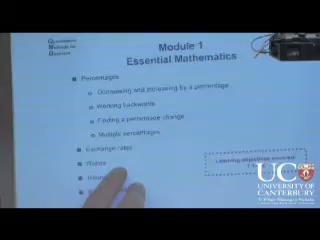 Quantitative
Methods for
Business
Module 1
Essential Mathematics
Percentages
Decreasing and increasing by a percentage
Working backwards
Finding a percentage change
Multiple percentages
Exchange rates
Ratios
Learning objectives covered:
UC
UNIVERSITY OF
CANTERBURY